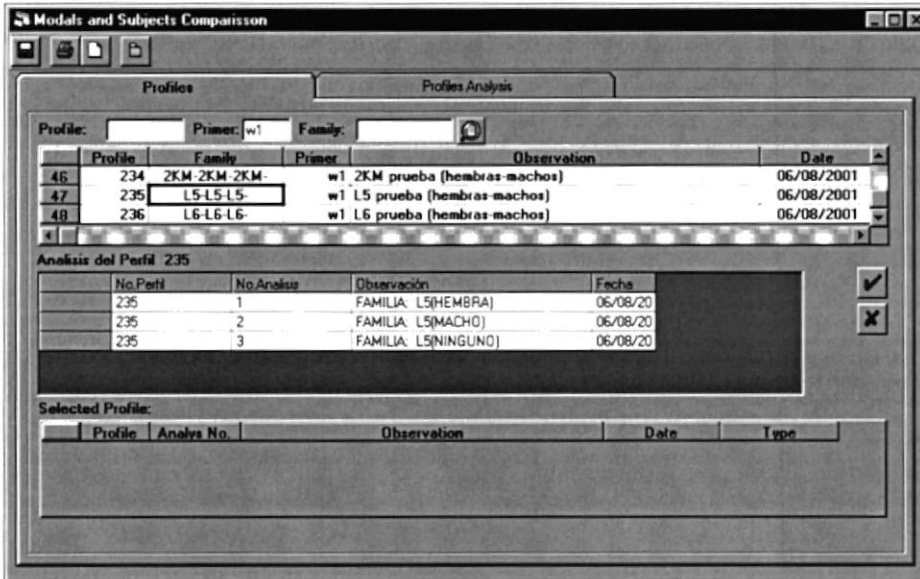 Modals and Subjects Comparisson
Profiles Profiles Analysis
Profile: Primer: w1 Family:
Profile Family Primer Observation Date
46 234 2KM-2KM-2KM- w1 2KM prueba (hembras-machos) 06/08/2001
47 235 L5-L5-L5- w1 L5 prueba (hembras-machos) 06/08/2001
48 236 L6-L6-L6- w1 L6 prueba (hembras-machos) 06/08/2001
Analisis del Perfil 235
No.Perfil No.Analisis Observación Fecha
235 1 FAMILIA: L5(HEMBRA) 06/08/20
235 2 FAMILIA: L5(MACHO) 06/08/20
235 3 FAMILIA: L5(NINGUNO) 06/08/20
Selected Profile:
Profile Analys No. Observation Date Type